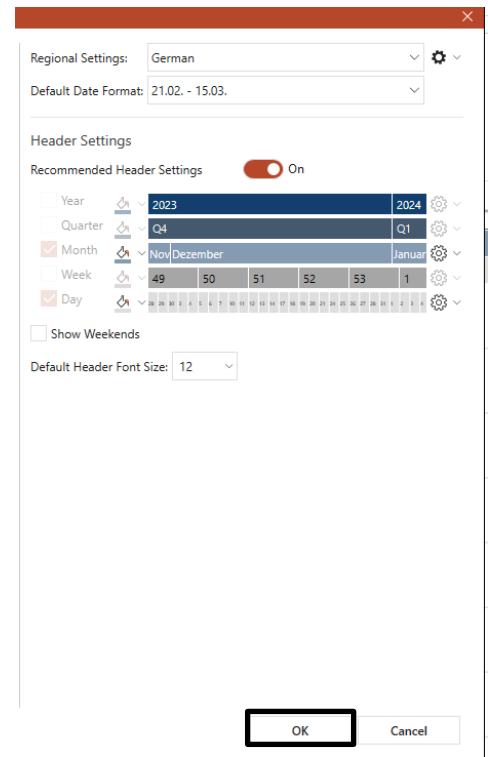 Regional Settings: German
Default Date Format: 21.02. - 15.03.
Header Settings
Recommended Header Settings On
Year 2023 2024
Quarter Q4 Q1
Month Nov Dezember Januar
Week 49 50 51 52 53 1
Day
Show Weekends
Default Header Font Size: 12
OK Cancel